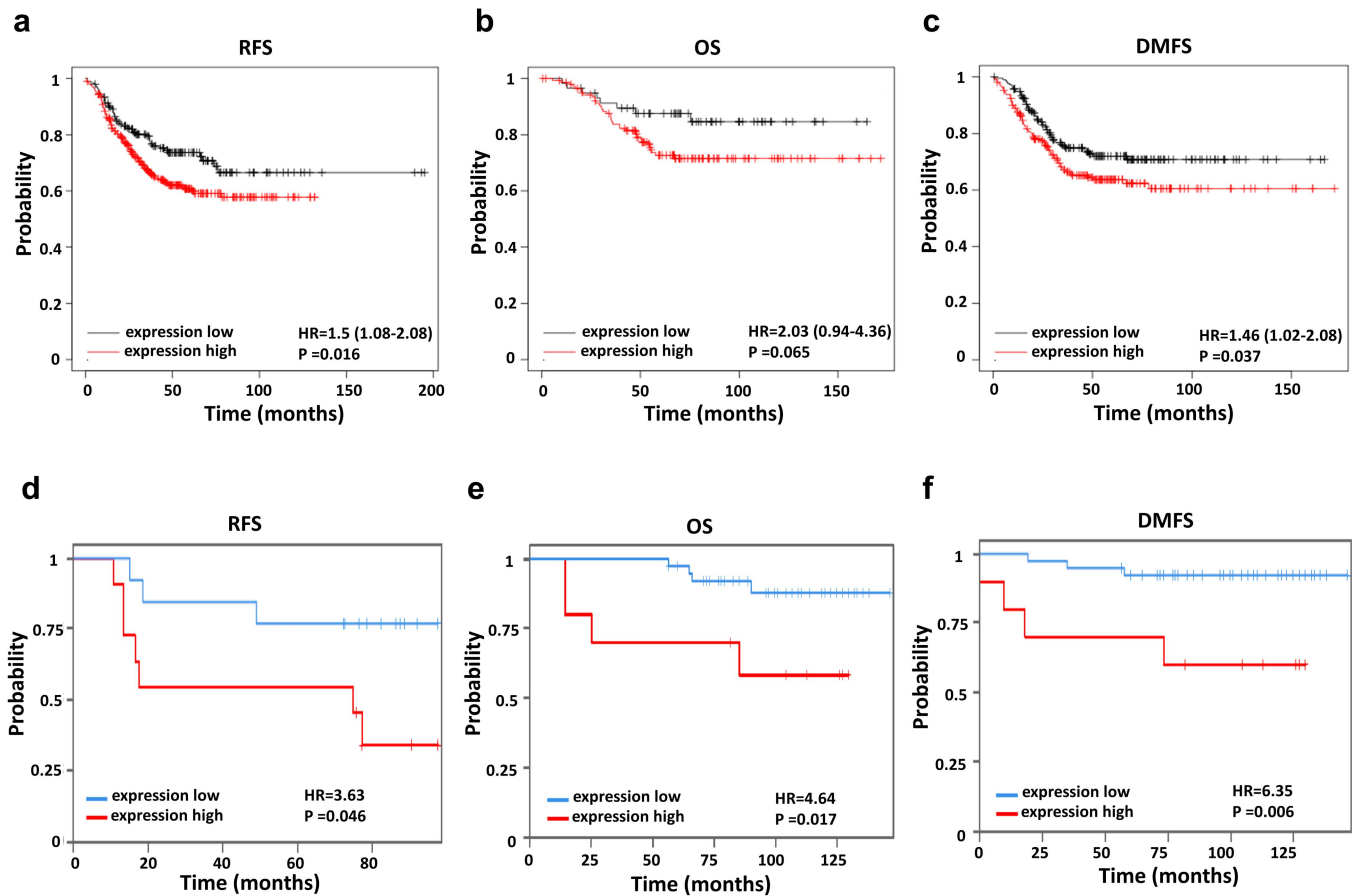 a
RFS
Probability
1
0.8
0.6
0.4
0.2
0
expression low HR=1.5 (1.08-2.08)
expression high P =0.016
0 50 100 150 200
Time (months)
b
OS
Probability
1
0.8
0.6
0.4
0.2
0
expression low HR=2.03 (0.94-4.36)
expression high P =0.065
0 50 100 150
Time (months)
c
DMFS
Probability
1
0.8
0.6
0.4
0.2
0
expression low HR=1.46 (1.02-2.08)
expression high P =0.037
0 50 100 150
Time (months)
d
RFS
Probability
1
0.75
0.5
0.25
0
expression low HR=3.63
expression high P =0.046
0 20 40 60 80
Time (months)
e
OS
Probability
1
0.75
0.5
0.25
0
expression low HR=4.64
expression high P =0.017
0 25 50 75 100 125
Time (months)
f
DMFS
Probability
1
0.75
0.5
0.25
0
expression low HR=6.35
expression high P =0.006
0 25 50 75 100 125
Time (months)